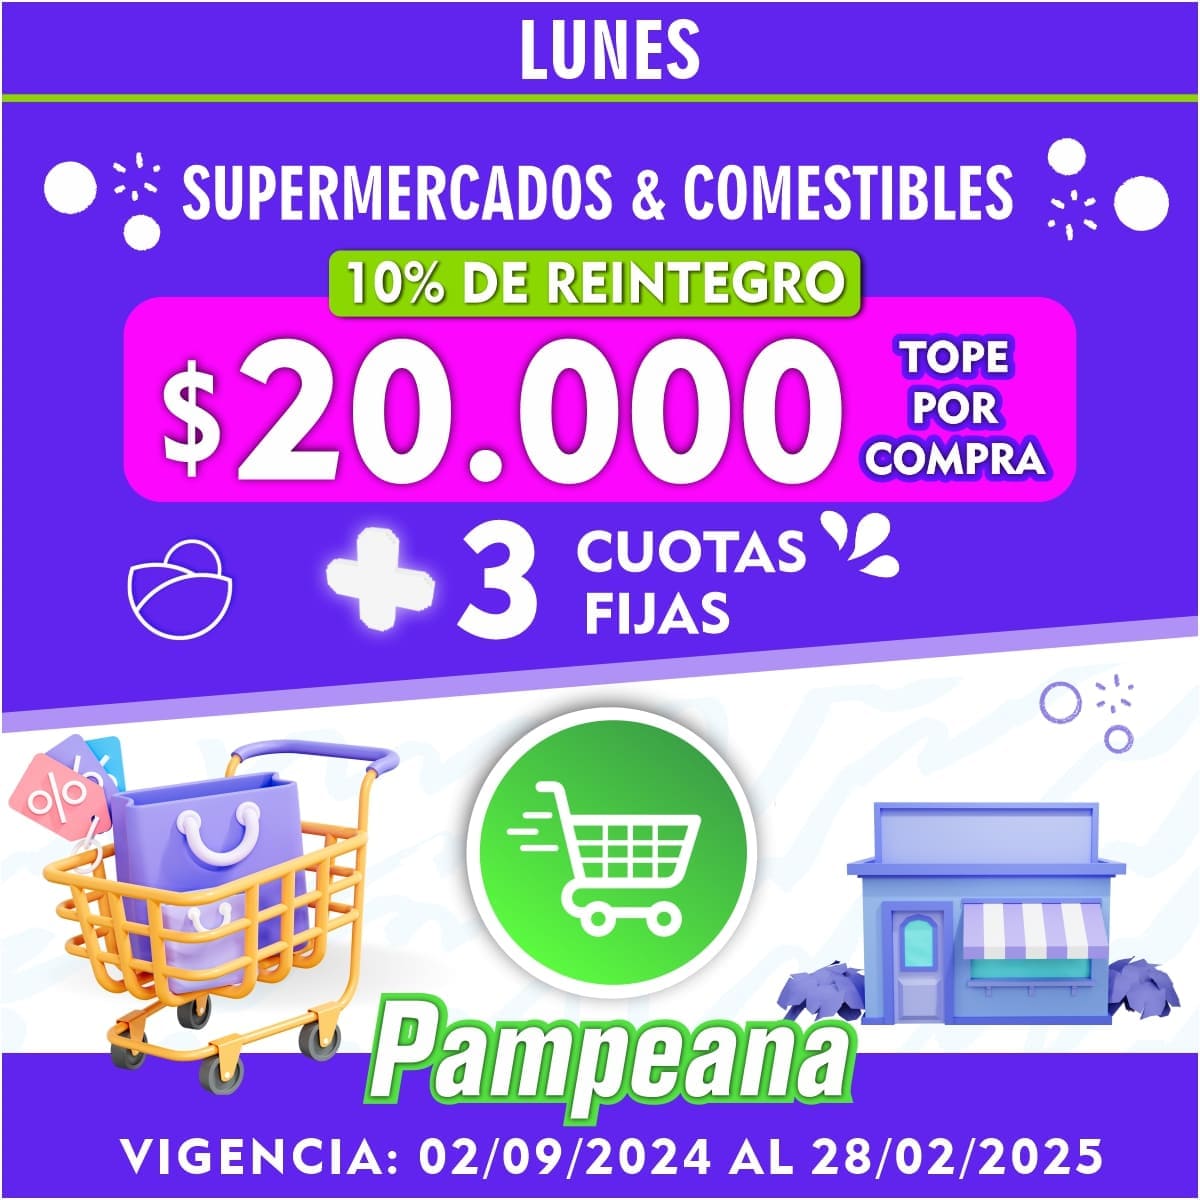 LUNES
SUPERMERCADOS & COMESTIBLES
10% DE REINTEGRO
$20.000
TOPE
POR
COMPRA
+3
CUOTAS
FIJAS
%
%
Pampeana
VIGENCIA: 02/09/2024 AL 28/02/2025